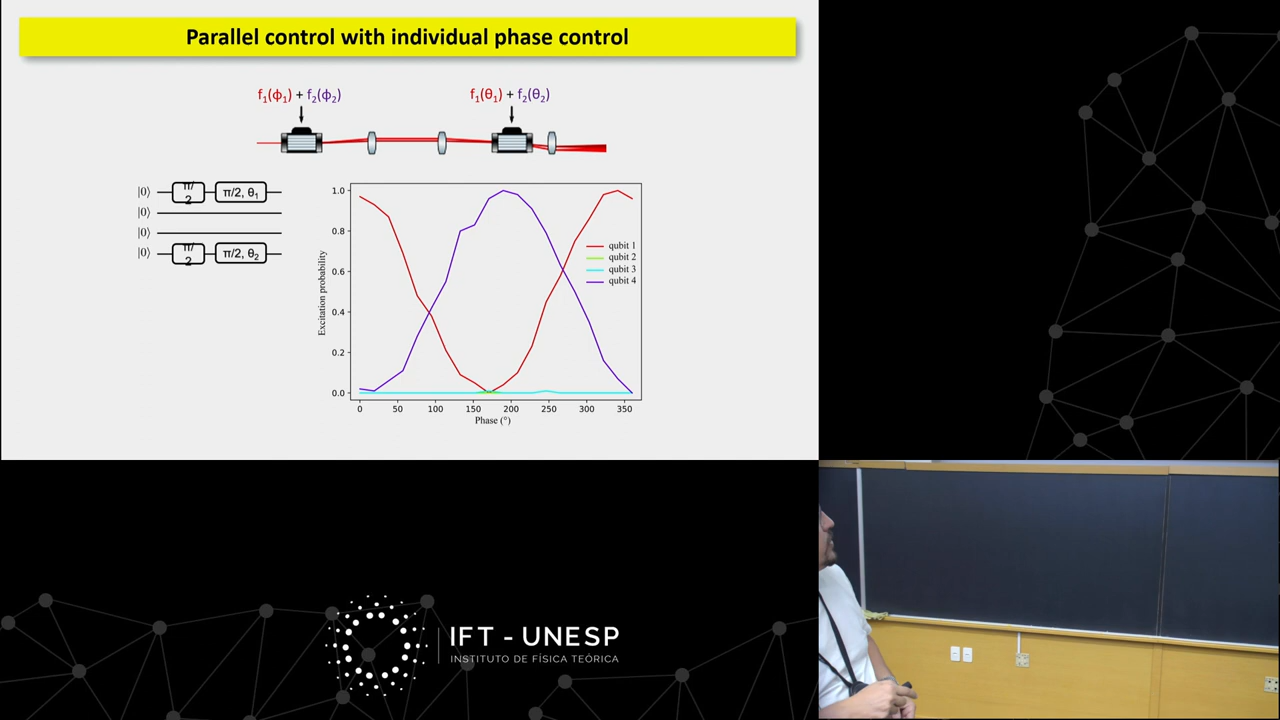 Parallel control with individual phase control
f₁(ϕ₁) + f₂(ϕ₂)
f₁(θ₁) + f₂(θ₂)
|0⟩ π/2 π/2, θ₁
|0⟩
|0⟩
|0⟩ π/2 π/2, θ₂
Excitation probability
1.0
0.8
0.6
0.4
0.2
0.0
qubit 1
qubit 2
qubit 3
qubit 4
0 50 100 150 200 250 300 350
Phase (°)
IFT - UNESP
INSTITUTO DE FÍSICA TEÓRICA